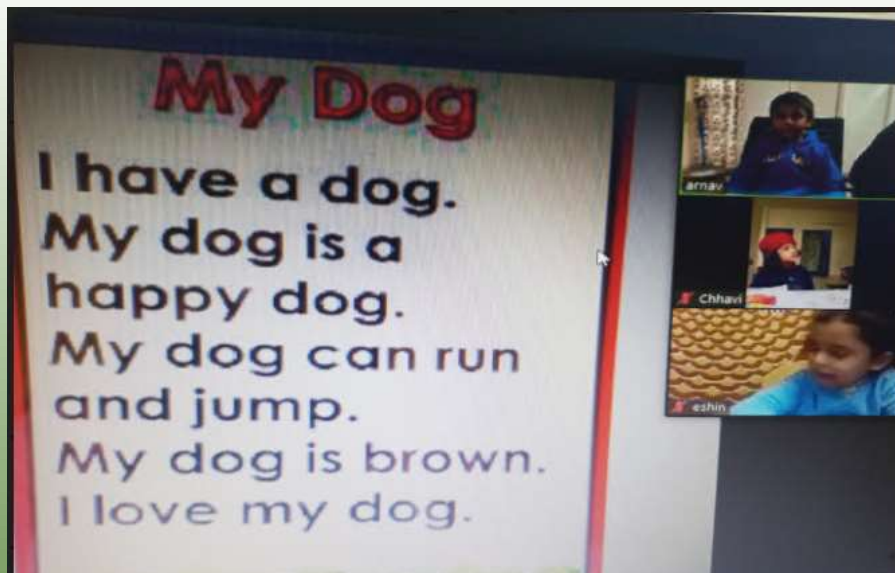 My Dog
I have a dog.
My dog is a
happy dog.
My dog can run
and jump.
My dog is brown.
I love my dog.
arnav
Chhavi
eshin